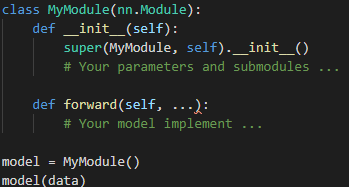 class MyModule(nn.Module):
    def __init__(self):
        super(MyModule, self).__init__()
        # Your parameters and submodules ...
    def forward(self, ...):
        # Your model implement ...
model = MyModule()
model(data)